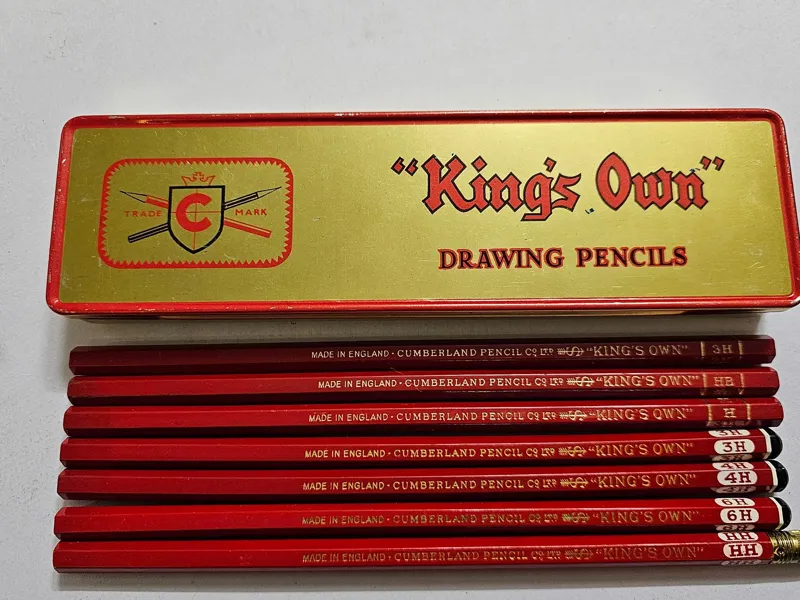 TRADE C MARK
"King's Own"
DRAWING PENCILS
MADE IN ENGLAND · CUMBERLAND PENCIL Co LTD "KING'S OWN" 3H
MADE IN ENGLAND · CUMBERLAND PENCIL Co LTD "KING'S OWN" HB
MADE IN ENGLAND · CUMBERLAND PENCIL Co LTD "KING'S OWN" H
MADE IN ENGLAND · CUMBERLAND PENCIL Co LTD "KING'S OWN" 3H
MADE IN ENGLAND · CUMBERLAND PENCIL Co LTD "KING'S OWN" 4H
MADE IN ENGLAND · CUMBERLAND PENCIL Co LTD "KING'S OWN" 6H
MADE IN ENGLAND · CUMBERLAND PENCIL Co LTD "KING'S OWN" HH